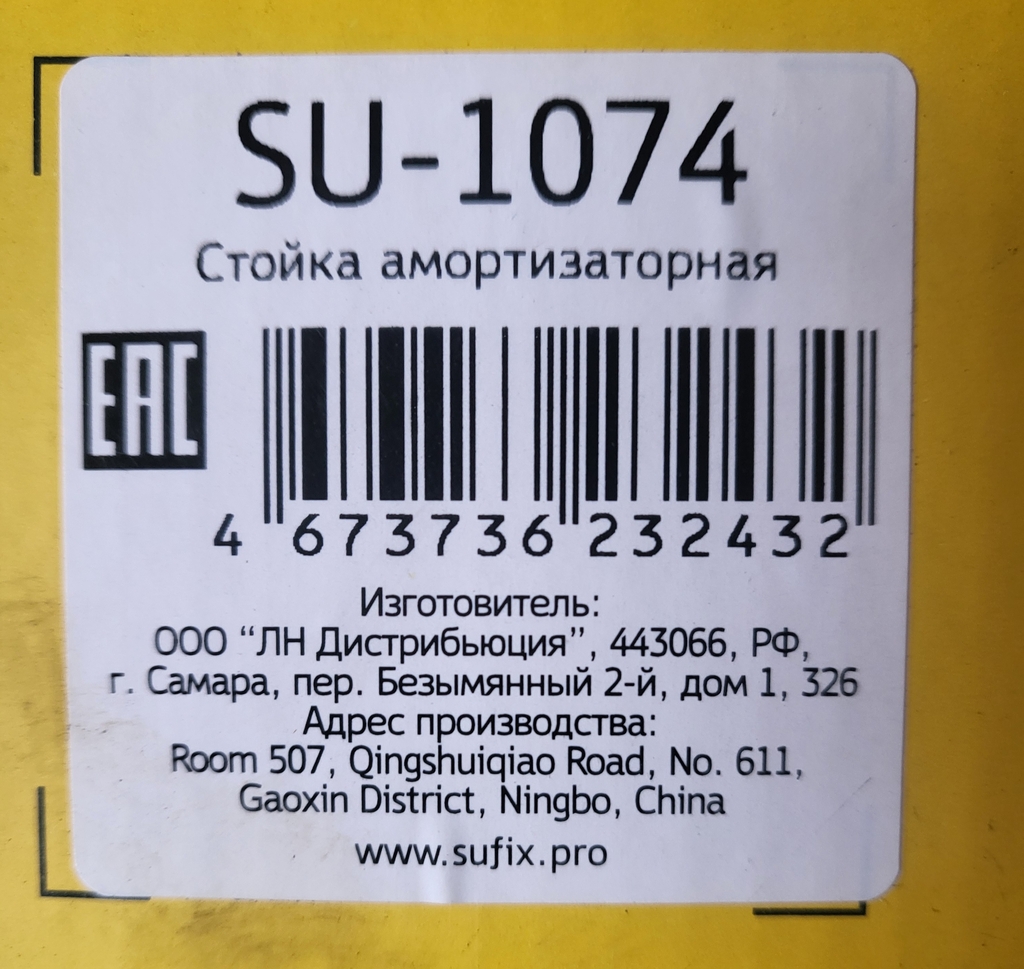 SU-1074
Стойка амортизаторная
EAC
4 673736 232432
Изготовитель:
ООО “ЛН Дистрибьюция”, 443066, РФ,
г. Самара, пер. Безымянный 2-й, дом 1, 326
Адрес производства:
Room 507, Qingshuiqiao Road, No. 611,
Gaoxin District, Ningbo, China
www.sufix.pro